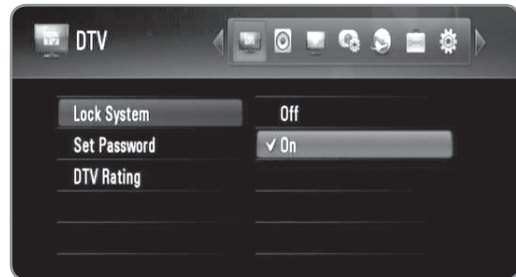 DTV
Lock System
Off
Set Password
✓ On
DTV Rating